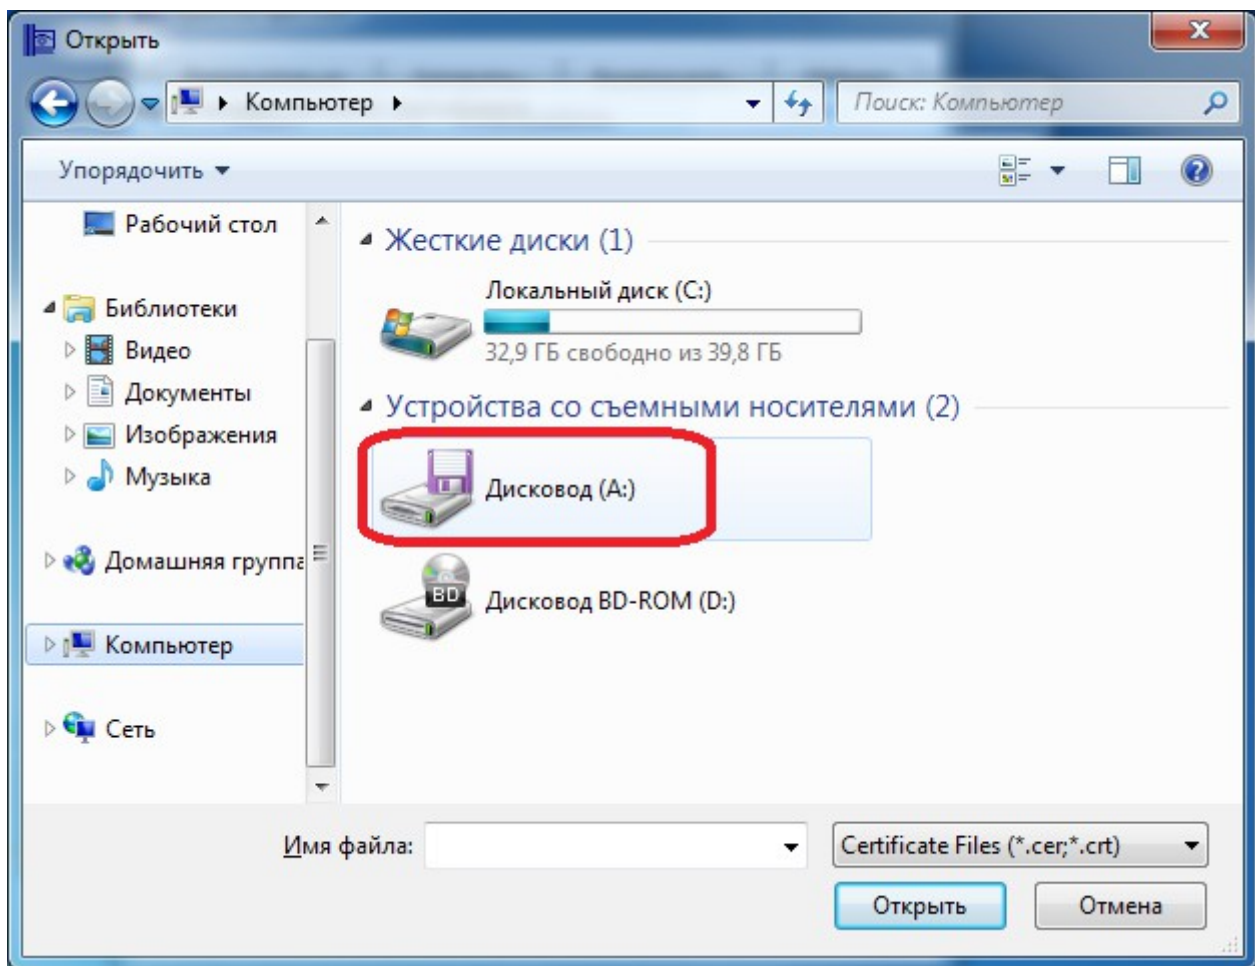 Открыть
Компьютер
Поиск: Компьютер
Упорядочить
Рабочий стол
Библиотеки
Видео
Документы
Изображения
Музыка
Домашняя группа
Компьютер
Сеть
Жесткие диски (1)
Локальный диск (C:)
32,9 ГБ свободно из 39,8 ГБ
Устройства со съемными носителями (2)
Дисковод (A:)
BD
Дисковод BD-ROM (D:)
Имя файла:
Certificate Files (*.cer;*.crt)
Открыть
Отмена